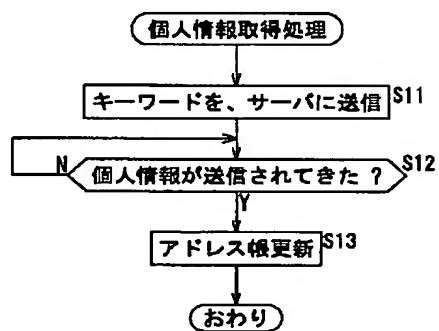 個人情報取得処理
キーワードを、サーバに送信 S11
N 個人情報が送信されてきた ? S12
Y
アドレス帳更新 S13
おわり